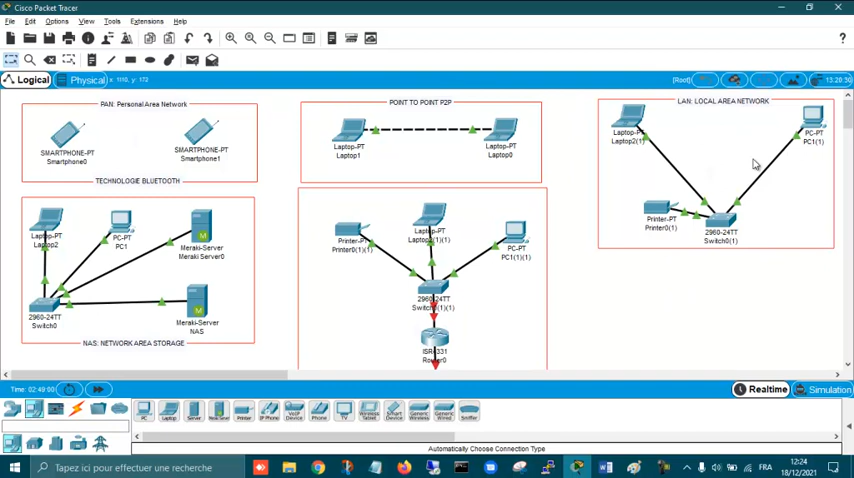 Cisco Packet Tracer
File Edit Options View Tools Extensions Help
Logical Physical x: 1110, y: 172 [Root] 13:20:30
PAN: Personal Area Network
SMARTPHONE-PT
Smartphone0
SMARTPHONE-PT
Smartphone1
TECHNOLOGIE BLUETOOTH
POINT TO POINT P2P
Laptop-PT
Laptop1
Laptop-PT
Laptop0
LAN: LOCAL AREA NETWORK
Laptop-PT
Laptop2(1)
PC-PT
PC1(1)
Printer-PT
Printer0(1)
2960-24TT
Switch0(1)
Laptop-PT
Laptop2
PC-PT
PC1
Meraki-Server
Meraki Server0
2960-24TT
Switch0
Meraki-Server
NAS
NAS: NETWORK AREA STORAGE
Printer-PT
Printer0(1)
Laptop-PT
PC-PT
PC1(1)(1)
2960-24TT
Router0
Time: 02:49:00
Realtime
Simulation
PC
Laptop
Server
Printer
IP Phone
VoIP Device
Phone
TV
Wireless Tablet
Smart Device
Generic Wireless
Generic Wired
Sniffer
Automatically Choose Connection Type
Tapez ici pour effectuer une recherche
FRA
12:24
18/12/2021